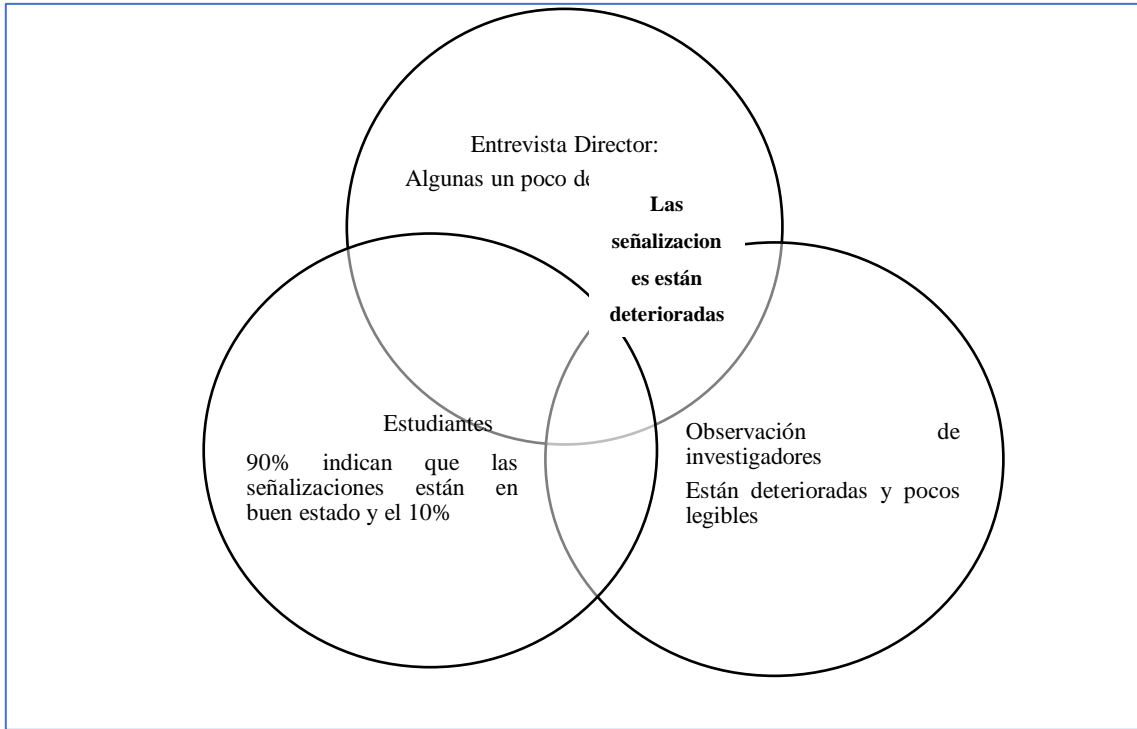 Entrevista Director:
Algunas un poco
Las
señalizacion
es están
deterioradas
Estudiantes
90% indican que las
señalizaciones están en
buen estado y el 10%
Observación de
investigadores
Están deterioradas y pocos
legibles